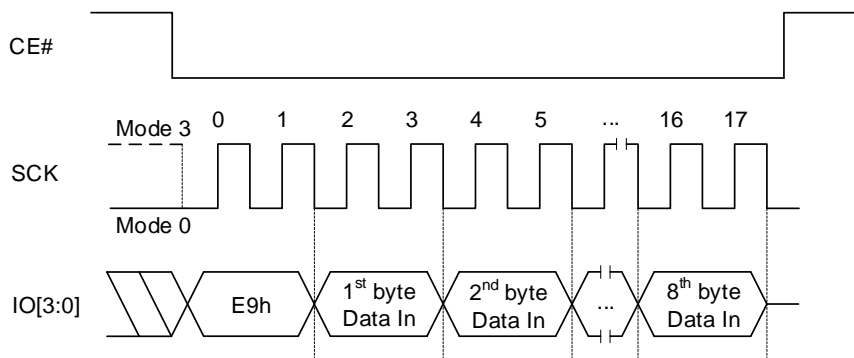 CE#
0 1 2 3 4 5 ... 16 17
Mode 3
SCK
Mode 0
IO[3:0]
E9h
1st byte
Data In
2nd byte
Data In
...
8th byte
Data In